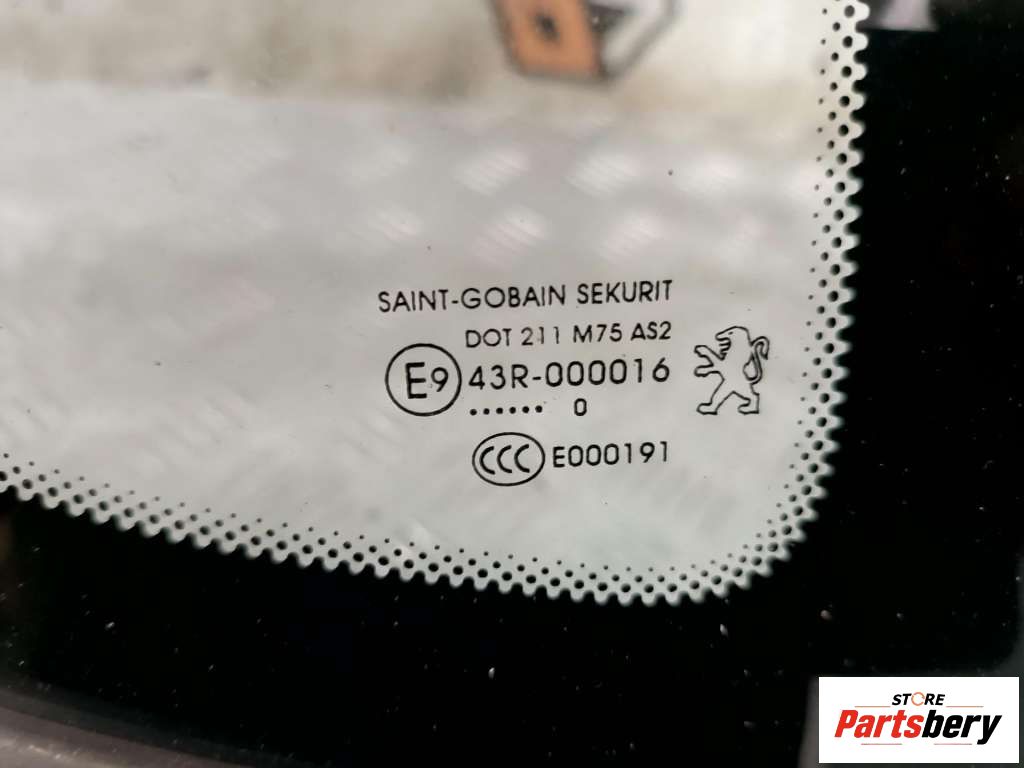 SAINT-GOBAIN SEKURIT
DOT 211 M75 AS2
E9 43R-000016
...... 0
CCC E000191
STORE
Partsbery